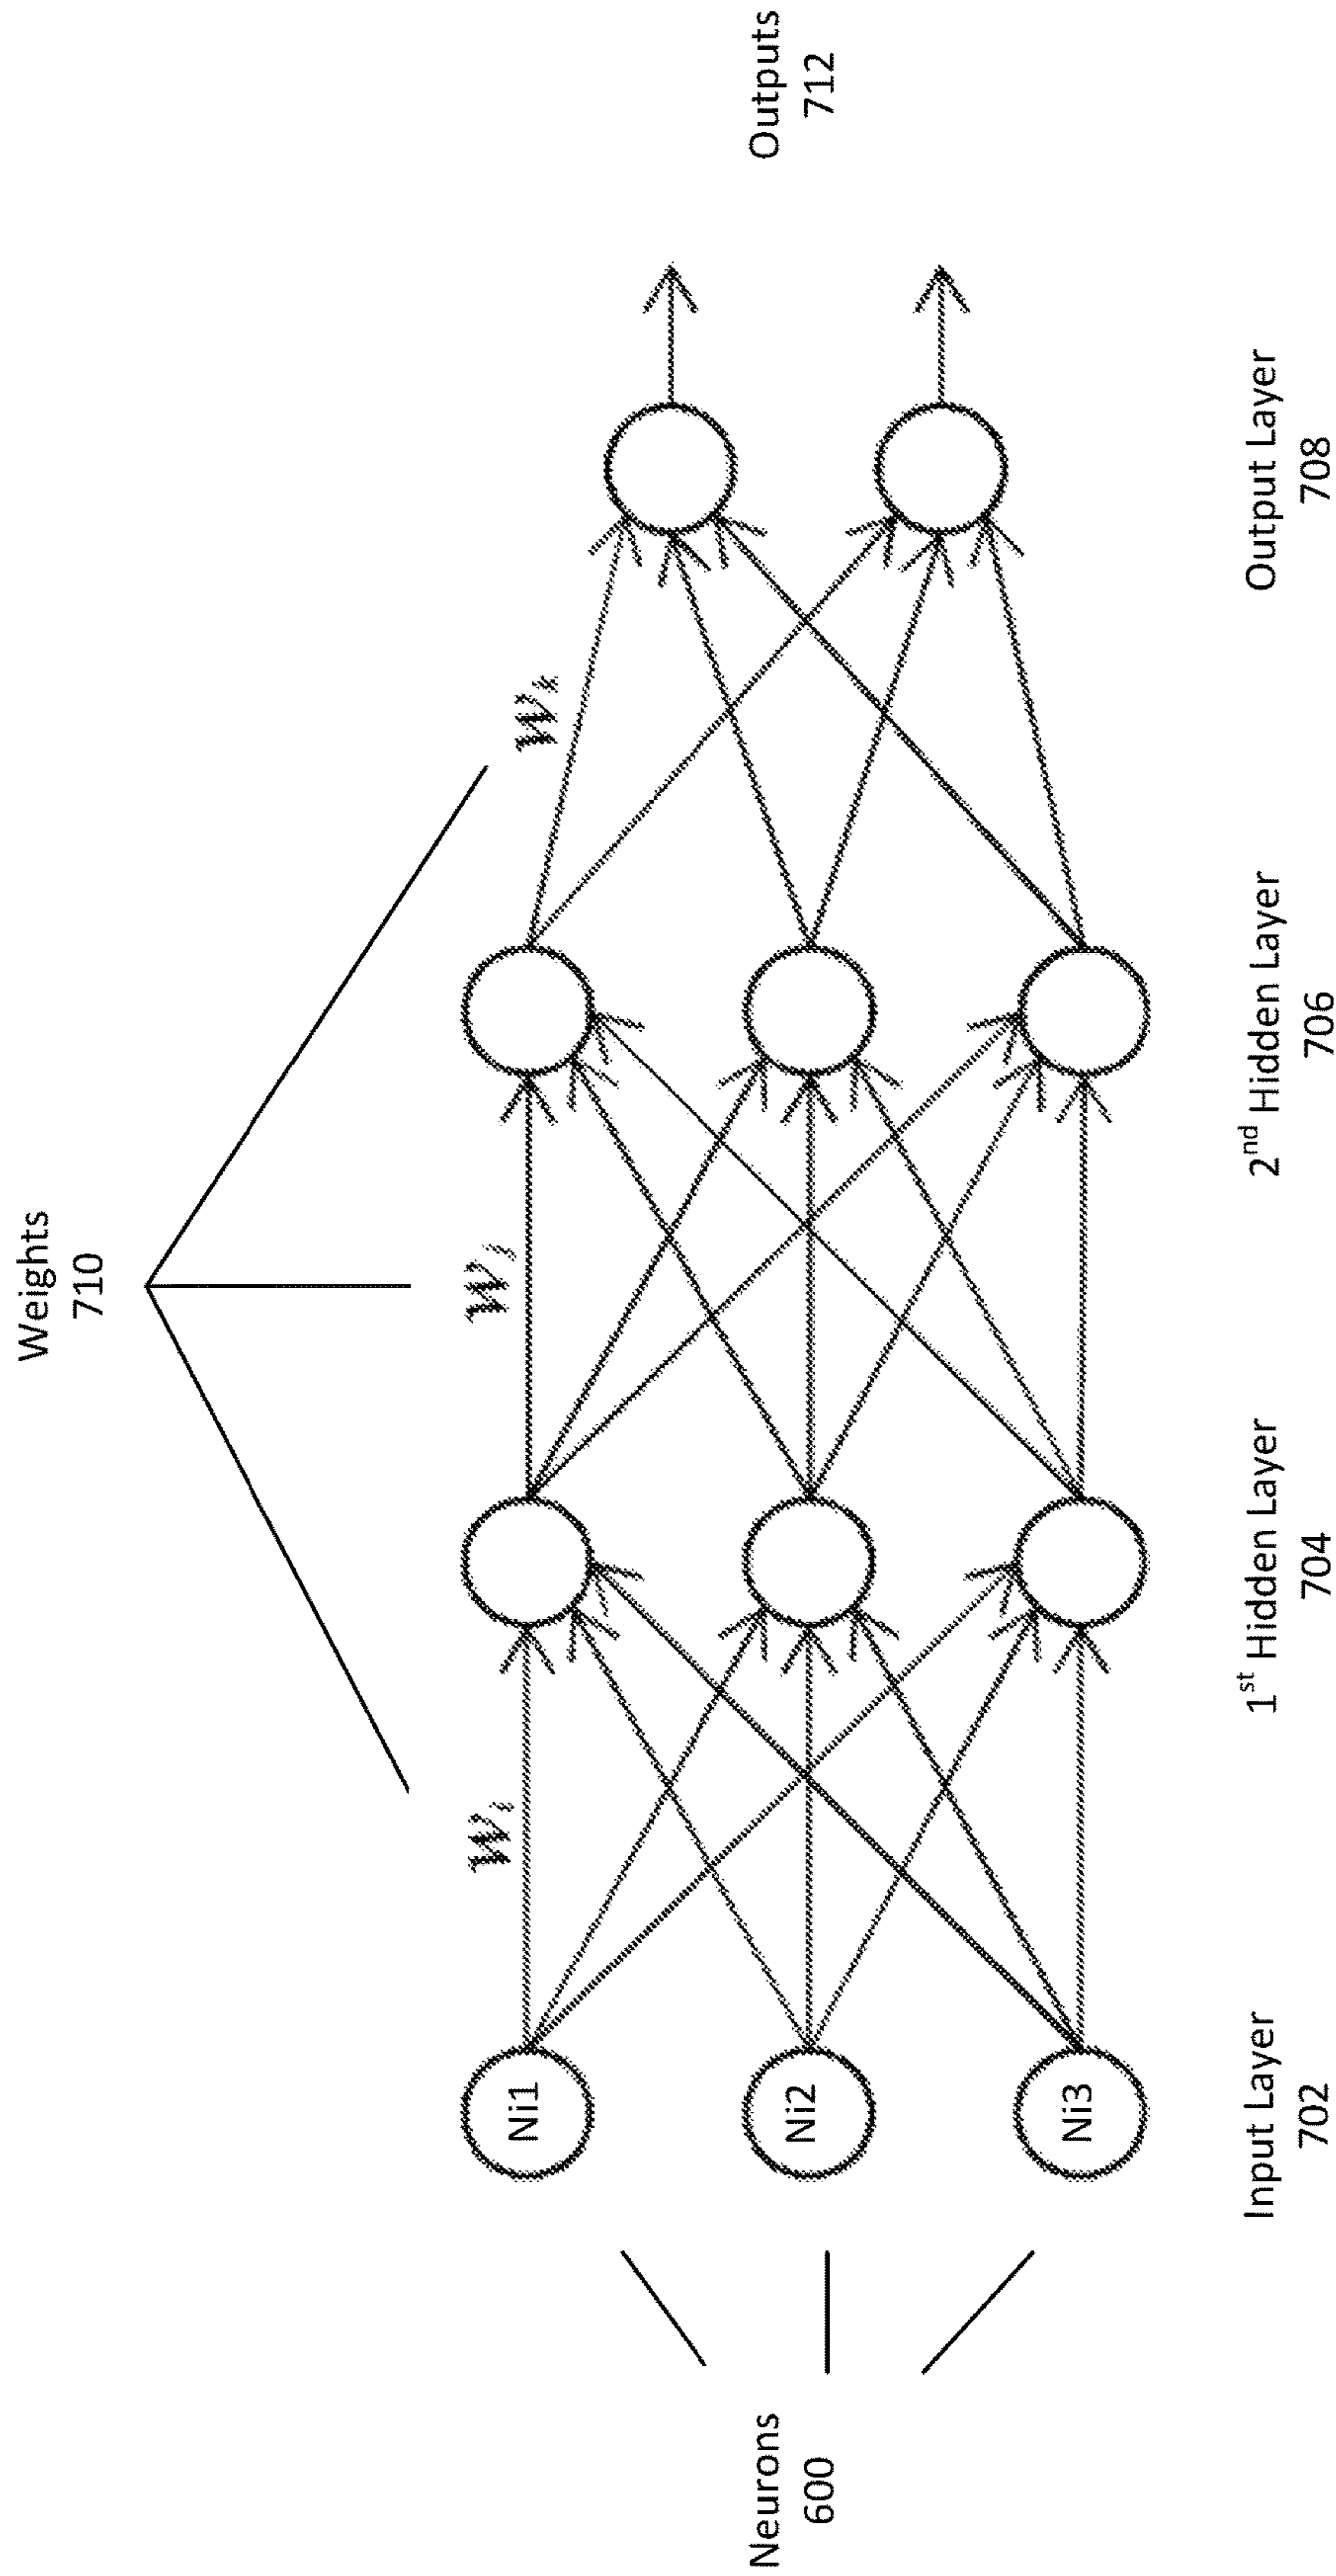 Weights
710
Neurons
600
Ni1
Ni2
Ni3
W_i
W_j
W_k
Outputs
712
Input Layer
702
1st Hidden Layer
704
2nd Hidden Layer
706
Output Layer
708